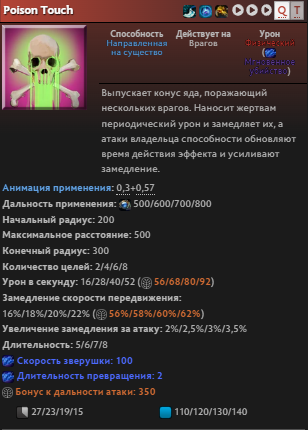 Poison Touch
Q T
Способность
Направленная
на существо
Действует на
Врагов
Урон
Физический
(Мгновенное
убийство)
Выпускает конус яда, поражающий
нескольких врагов. Наносит жертвам
периодический урон и замедляет их, а
атаки владельца способности обновляют
время действия эффекта и усиливают
замедление.
Анимация применения: 0,3+0,57
Дальность применения: 500/600/700/800
Начальный радиус: 200
Максимальное расстояние: 500
Конечный радиус: 300
Количество целей: 2/4/6/8
Урон в секунду: 16/28/40/52 (56/68/80/92)
Замедление скорости передвижения:
16%/18%/20%/22% (56%/58%/60%/62%)
Увеличение замедления за атаку: 2%/2,5%/3%/3,5%
Длительность: 5/6/7/8
Скорость зверушки: 100
Длительность превращения: 2
Бонус к дальности атаки: 350
27/23/19/15
110/120/130/140